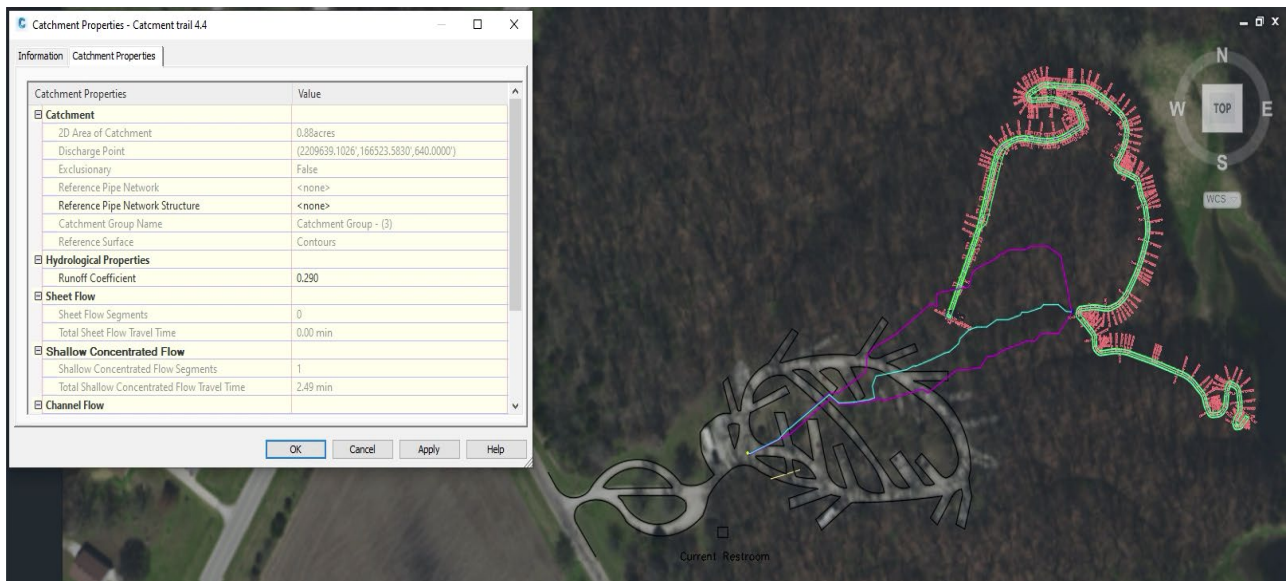 Catchment Properties - Catcment trail 4.4
Information Catchment Properties
Catchment Properties Value
Catchment
2D Area of Catchment 0.88acres
Discharge Point (2209639.1026',166523.5830',640.0000')
Exclusionary False
Reference Pipe Network <none>
Reference Pipe Network Structure <none>
Catchment Group Name Catchment Group - (3)
Reference Surface Contours
Hydrological Properties
Runoff Coefficient 0.290
Sheet Flow
Sheet Flow Segments 0
Total Sheet Flow Travel Time 0.00 min
Shallow Concentrated Flow
Shallow Concentrated Flow Segments 1
Total Shallow Concentrated Flow Travel Time 2.49 min
Channel Flow
OK Cancel Apply Help
N
W TOP E
S
WCS
Current Restroom